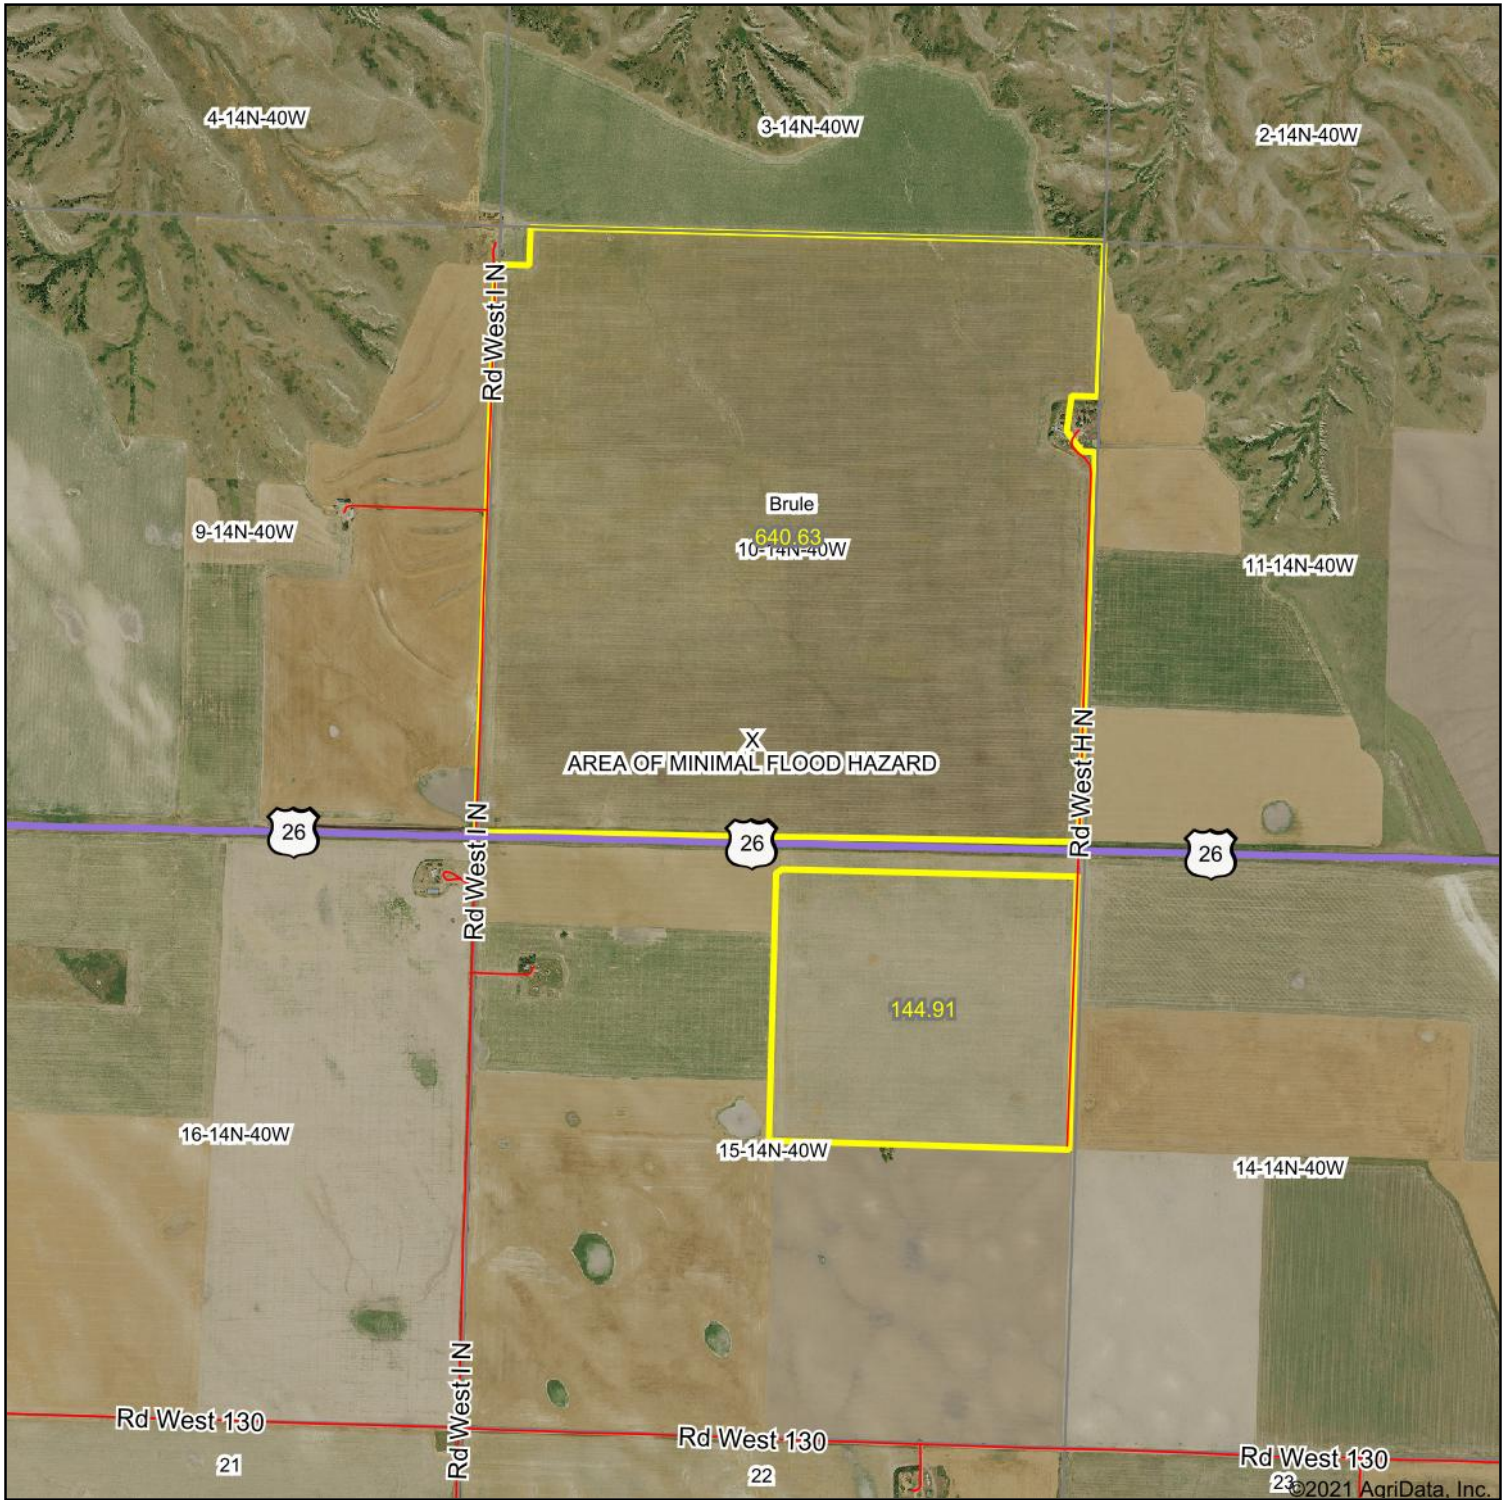 4-14N-40W
3-14N-40W
2-14N-40W
Rd West I N
Brule
640.63
10-14N-40W
9-14N-40W
11-14N-40W
X
AREA OF MINIMAL FLOOD HAZARD
Rd West H N
26
26
26
Rd West I N
144.91
16-14N-40W
15-14N-40W
14-14N-40W
Rd West I N
Rd West 130
Rd West 130
Rd West 130
21
22
23
©2021 AgriData, Inc.